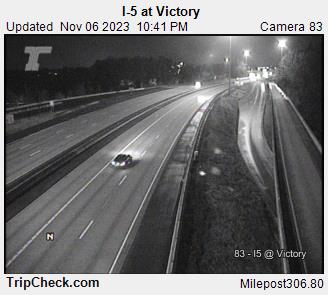 I-5 at Victory
Updated Nov 06 2023 10:41 PM Camera 83
T
N
83 - I5 @ Victory
TripCheck.com Milepost306.80